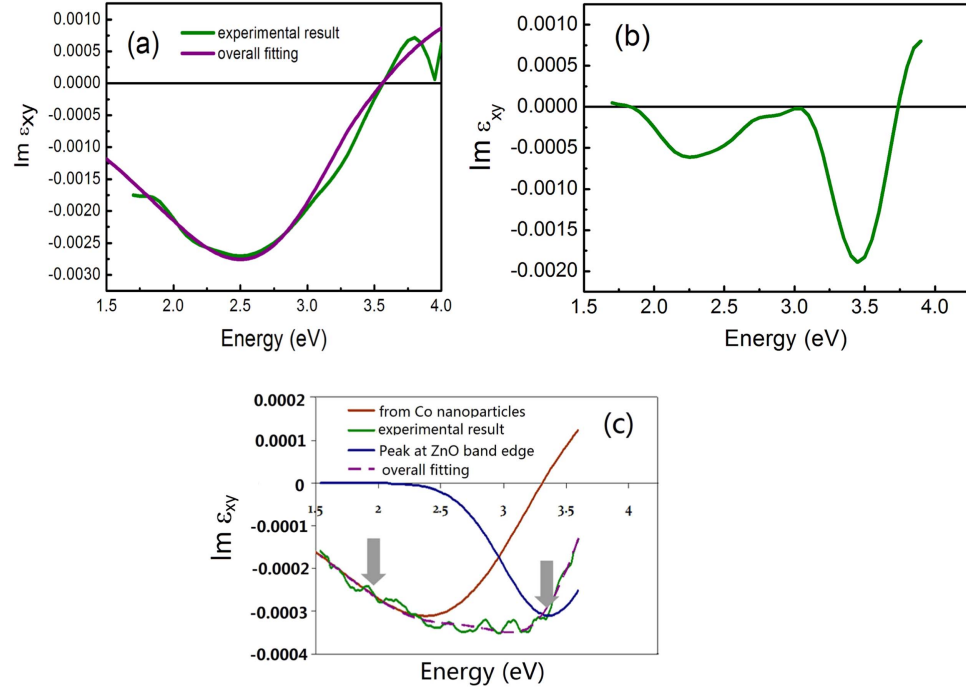 (a)
experimental result
overall fitting
0.0010
0.0005
0.0000
-0.0005
-0.0010
-0.0015
-0.0020
-0.0025
-0.0030
Im εxy
1.5 2.0 2.5 3.0 3.5 4.0
Energy (eV)
(b)
0.0010
0.0005
0.0000
-0.0005
-0.0010
-0.0015
-0.0020
Im εxy
1.5 2.0 2.5 3.0 3.5 4.0
Energy (eV)
(c)
from Co nanoparticles
experimental result
Peak at ZnO band edge
overall fitting
0.0002
0.0001
0
-0.0001
-0.0002
-0.0003
-0.0004
Im εxy
1.5 2 2.5 3 3.5 4
Energy (eV)